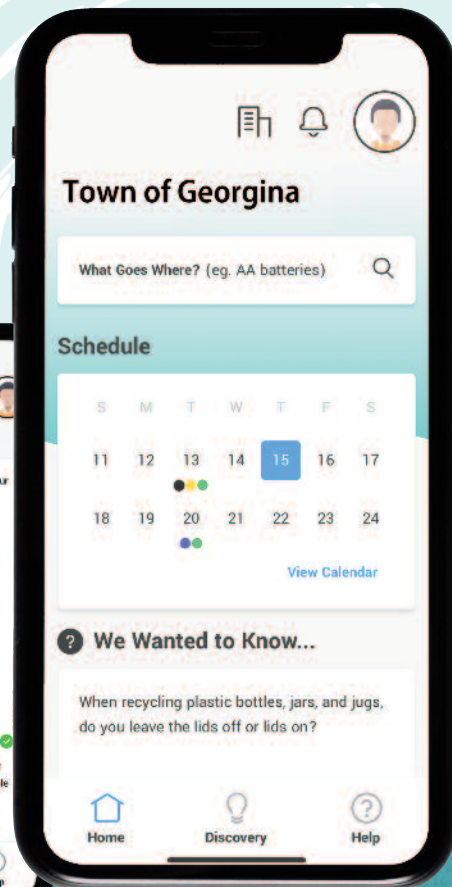 Town of Georgina
What Goes Where? (eg. AA batteries)
Schedule
S M T W T F S
11 12 13 14 15 16 17
18 19 20 21 22 23 24
View Calendar
? We Wanted to Know...
When recycling plastic bottles, jars, and jugs,
do you leave the lids off or lids on?
Home Discovery Help